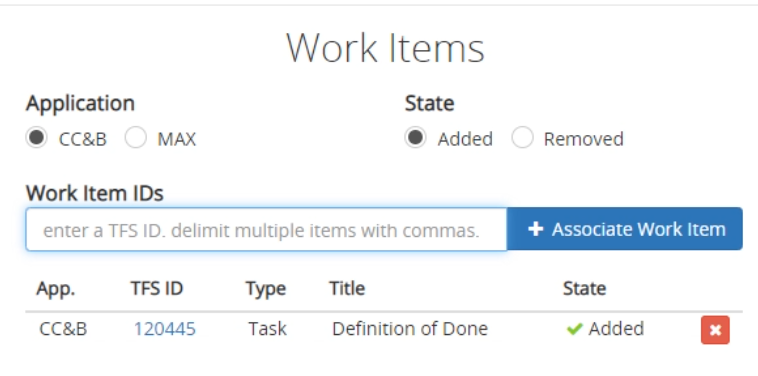 Work Items
Application State
CC&B MAX Added Removed
Work Item IDs
enter a TFS ID. delimit multiple items with commas. + Associate Work Item
App. TFS ID Type Title State
CC&B 120445 Task Definition of Done Added